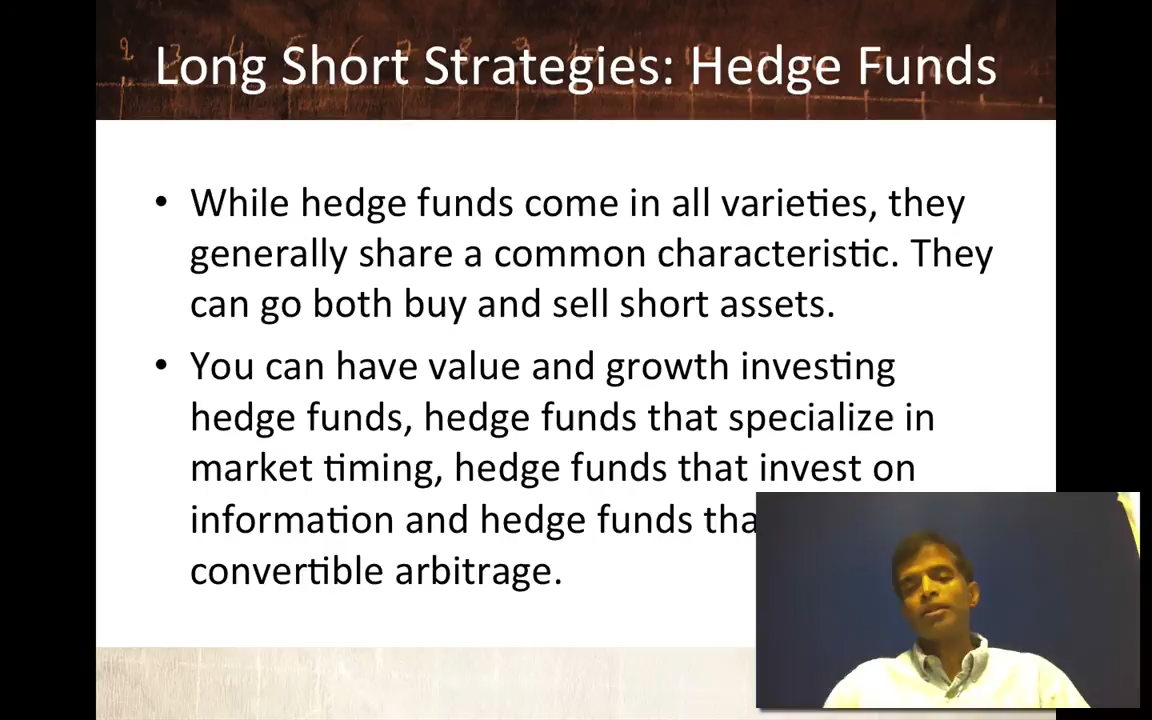 Long Short Strategies: Hedge Funds
• While hedge funds come in all varieties, they
generally share a common characteristic. They
can go both buy and sell short assets.
• You can have value and growth investing
hedge funds, hedge funds that specialize in
market timing, hedge funds that invest on
information and hedge funds
convertible arbitrage.